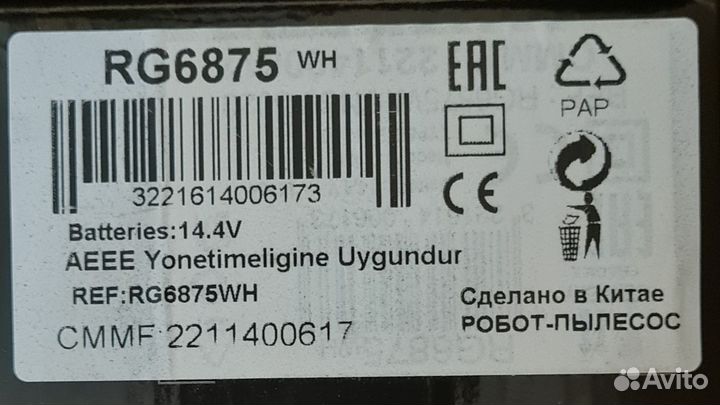 RG6875 WH
EAC
PAP
3221614006173
CE
Batteries:14.4V
AEEE Yonetimeligine Uygundur
REF:RG6875WH
Сделано в Китае
CMMF 2211400617
РОБОТ-ПЫЛЕСОС
Avito